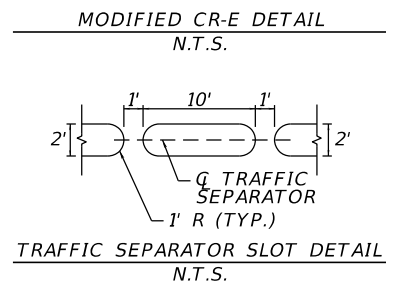 MODIFIED CR-E DETAIL
N.T.S.
1' 10' 1'
2' 2'
℄ TRAFFIC
SEPARATOR
1' R (TYP.)
TRAFFIC SEPARATOR SLOT DETAIL
N.T.S.